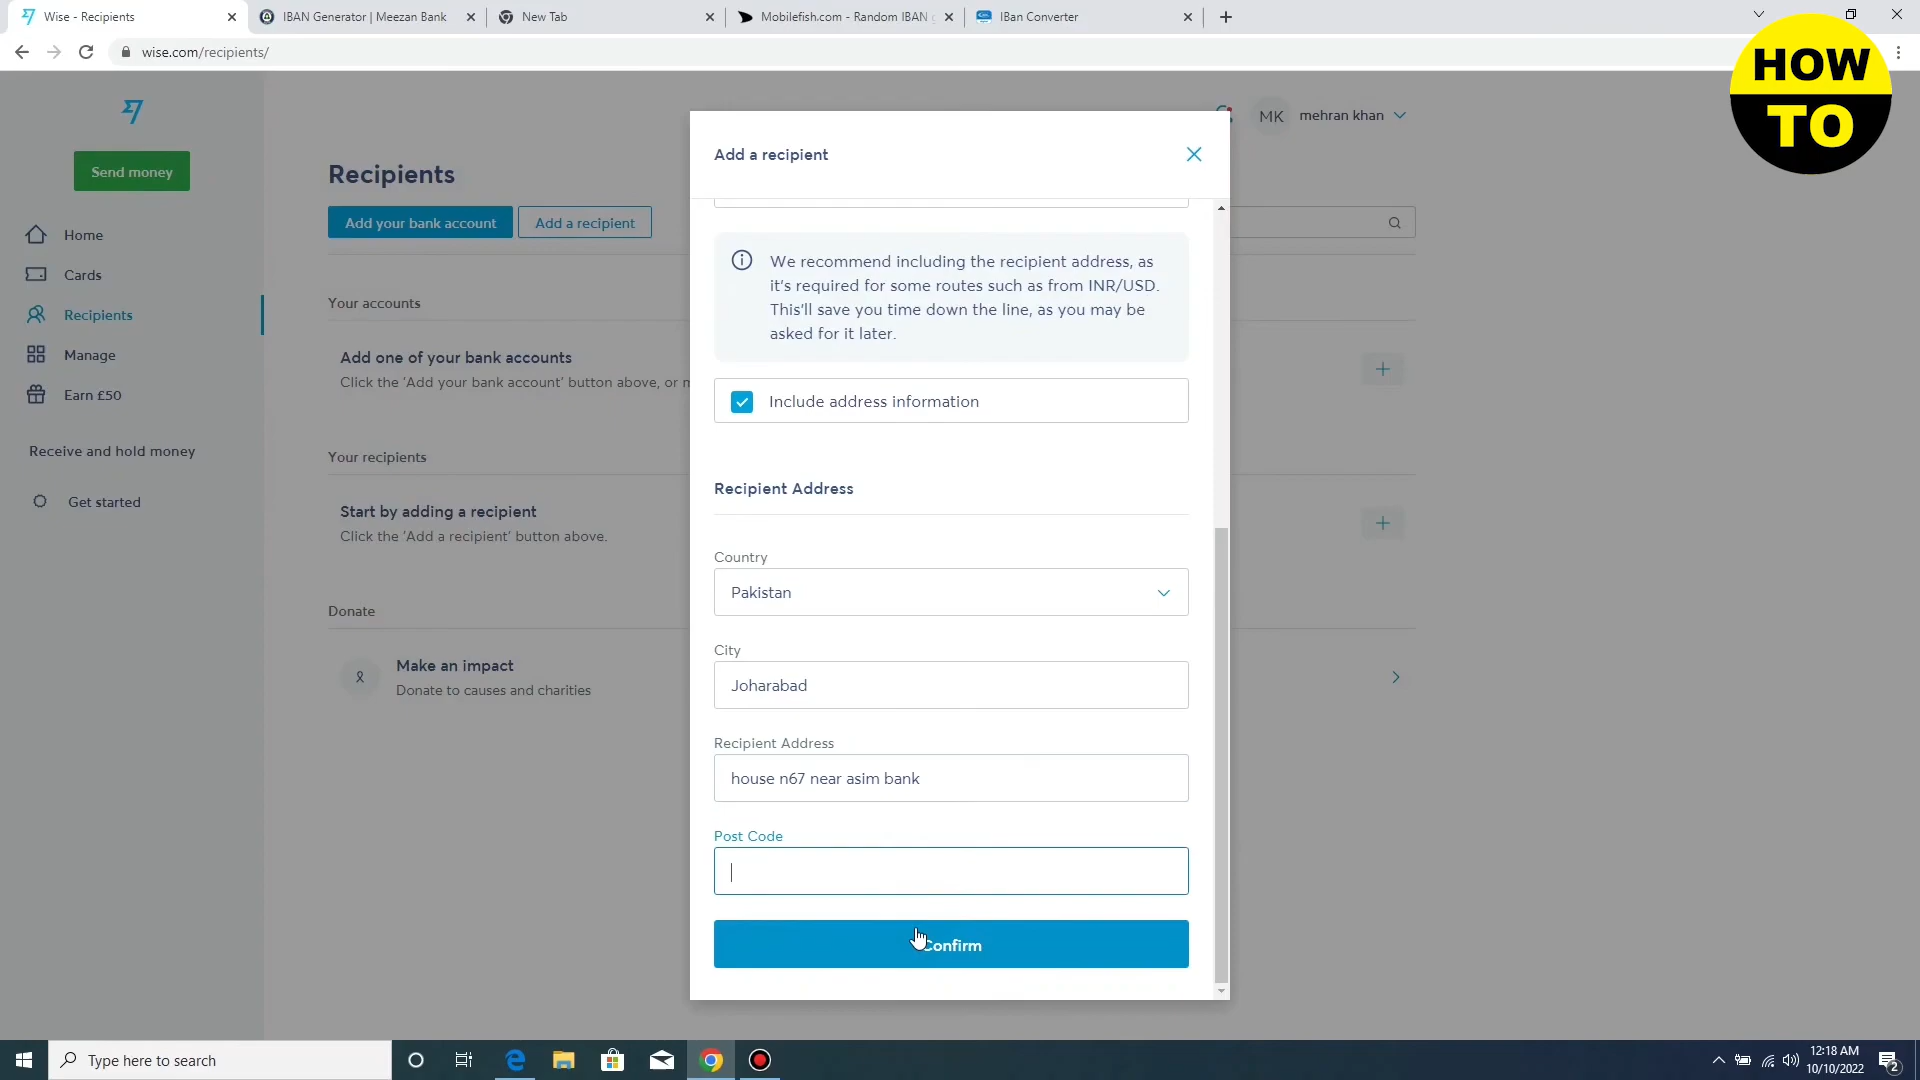 Wise - Recipients
IBAN Generator | Meezan Bank
New Tab
Mobilefish.com - Random IBAN
IBan Converter
wise.com/recipients/
HOW
TO
Send money
Home
Cards
Recipients
Manage
Earn £50
Receive and hold money
Get started
MK
mehran khan
Recipients
Add your bank account
Add a recipient
Your accounts
Add one of your bank accounts
Click the 'Add your bank account' button above, or
Your recipients
Start by adding a recipient
Click the 'Add a recipient' button above.
Donate
Make an impact
Donate to causes and charities
Add a recipient
We recommend including the recipient address, as
it's required for some routes such as from INR/USD.
This'll save you time down the line, as you may be
asked for it later.
Include address information
Recipient Address
Country
Pakistan
City
Joharabad
Recipient Address
house n67 near asim bank
Post Code
Confirm
Type here to search
12:18 AM
10/10/2022
2